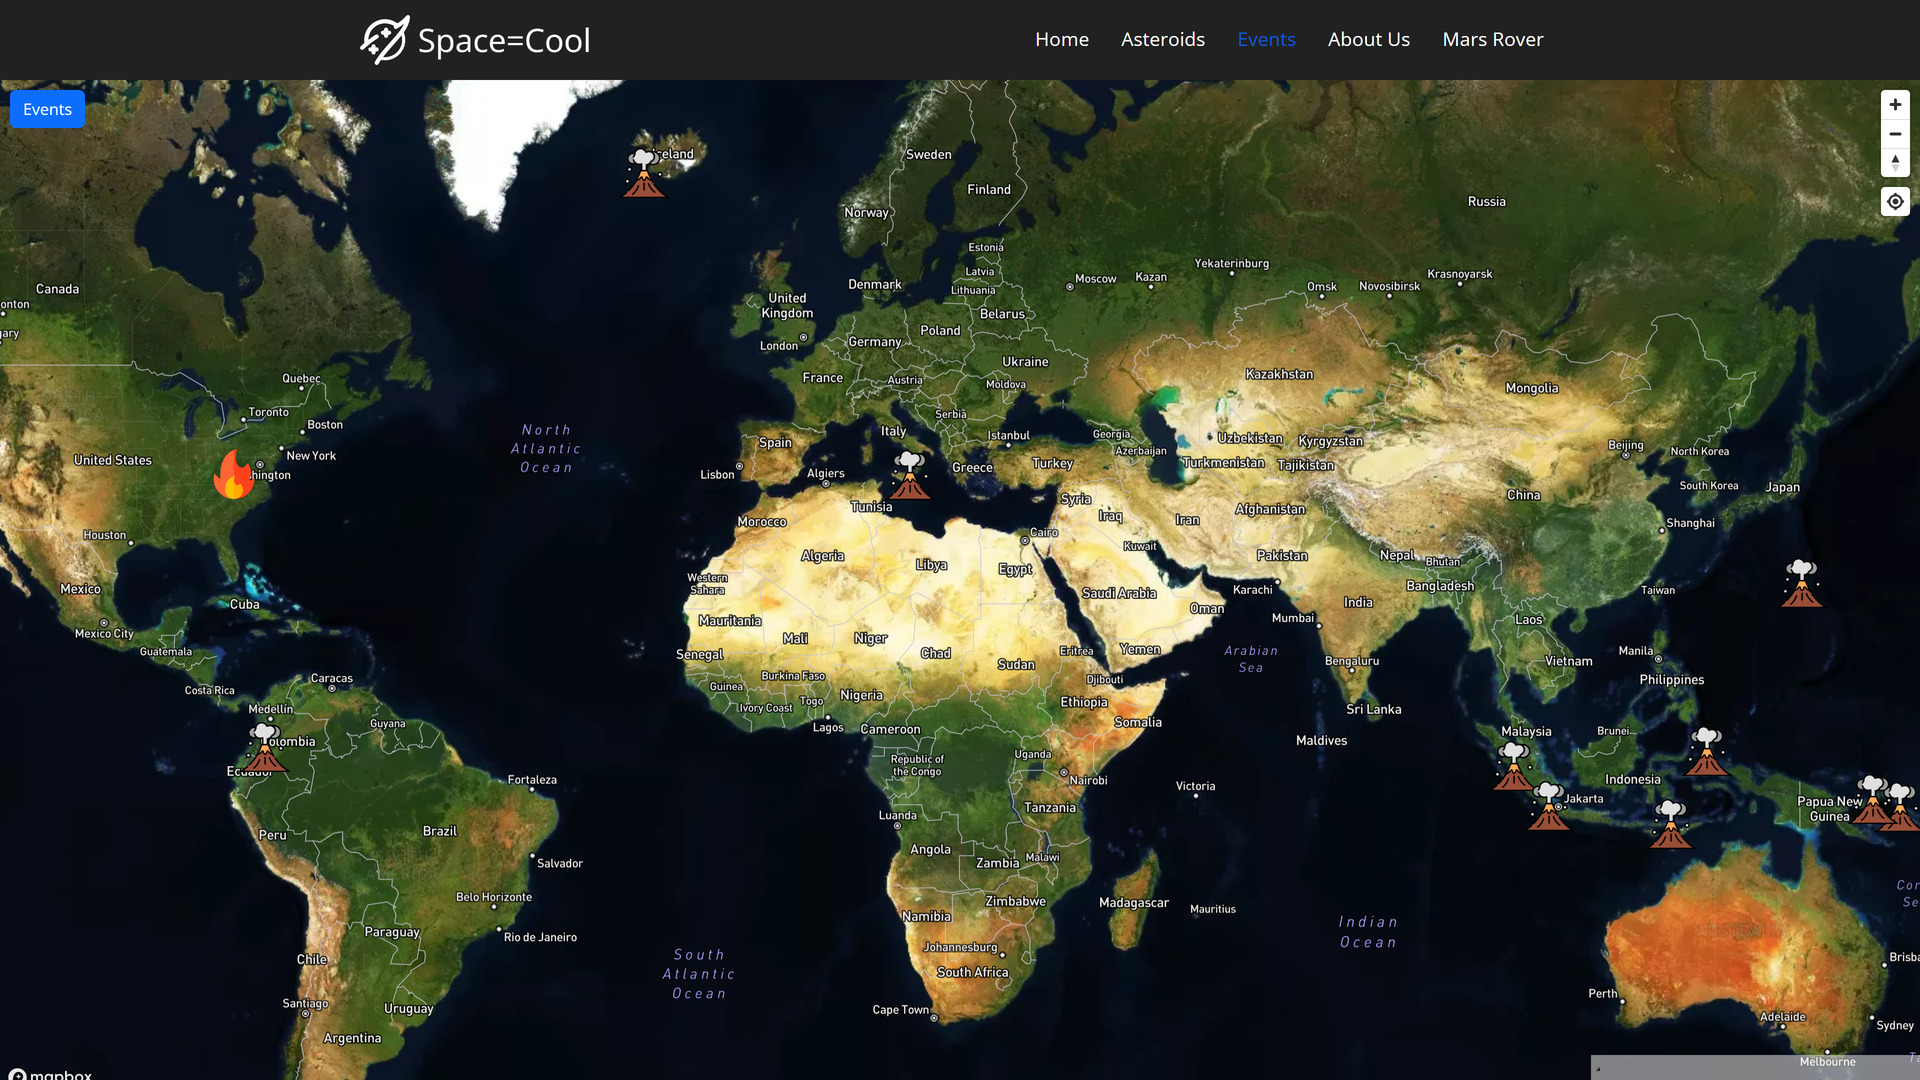 Space=Cool
Home
Asteroids
Events
About Us
Mars Rover
Events
Iceland
Sweden
Finland
Norway
Russia
Estonia
Latvia
Lithuania
Denmark
Moscow
Kazan
Yekaterinburg
Omsk
Novosibirsk
Krasnoyarsk
Canada
onton
gary
United
Kingdom
London
Belarus
Poland
Germany
Ukraine
France
Austria
Moldova
Kazakhstan
Mongolia
Quebec
Toronto
Boston
Serbia
Italy
Istanbul
Georgia
Azerbaijan
Uzbekistan
Kyrgyzstan
Beijing
North Korea
North
Atlantic
Ocean
Spain
United States
New York
hington
Lisbon
Algiers
Greece
Turkey
Turkmenistan
Tajikistan
South Korea
Japan
China
Tunisia
Syria
Iraq
Iran
Afghanistan
Morocco
Shanghai
Houston
Cairo
Kuwait
Algeria
Libya
Egypt
Pakistan
Nepal
Bhutan
Mexico
Western
Sahara
Saudi Arabia
Karachi
Bangladesh
Taiwan
Cuba
Oman
India
Mexico City
Mauritania
Mumbai
Laos
Guatemala
Mali
Niger
Chad
Sudan
Eritrea
Yemen
Arabian
Sea
Manila
Senegal
Bengaluru
Vietnam
Caracas
Costa Rica
Burkina Faso
Djibouti
Philippines
Guinea
Nigeria
Ethiopia
Medellín
Ivory Coast
Togo
Sri Lanka
Guyana
Lagos
Cameroon
Somalia
olombia
Maldives
Malaysia
Brunei
Ecuador
Republic of
the Congo
Uganda
Nairobi
Fortaleza
Victoria
Indonesia
Jakarta
Papua New
Guinea
Tanzania
Luanda
Peru
Brazil
Angola
Zambia
Malawi
Salvador
Belo Horizonte
Zimbabwe
Madagascar
Mauritius
Namibia
Cor
Se
Indian
Ocean
Paraguay
Rio de Janeiro
Johannesburg
South Africa
South
Atlantic
Ocean
Chile
AUSTRALIA
Brisba
Perth
Santiago
Uruguay
Cape Town
Adelaide
Sydney
Argentina
Melbourne
Ta
mapbox